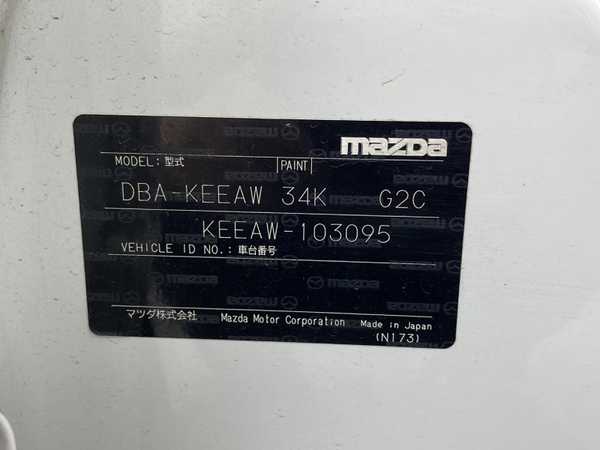 mazda
MODEL:型式 PAINT
DBA-KEEAW 34K G2C
KEEAW-103095
VEHICLE ID NO.:車台番号
マツダ株式会社 Mazda Motor Corporation Made in Japan
(N173)